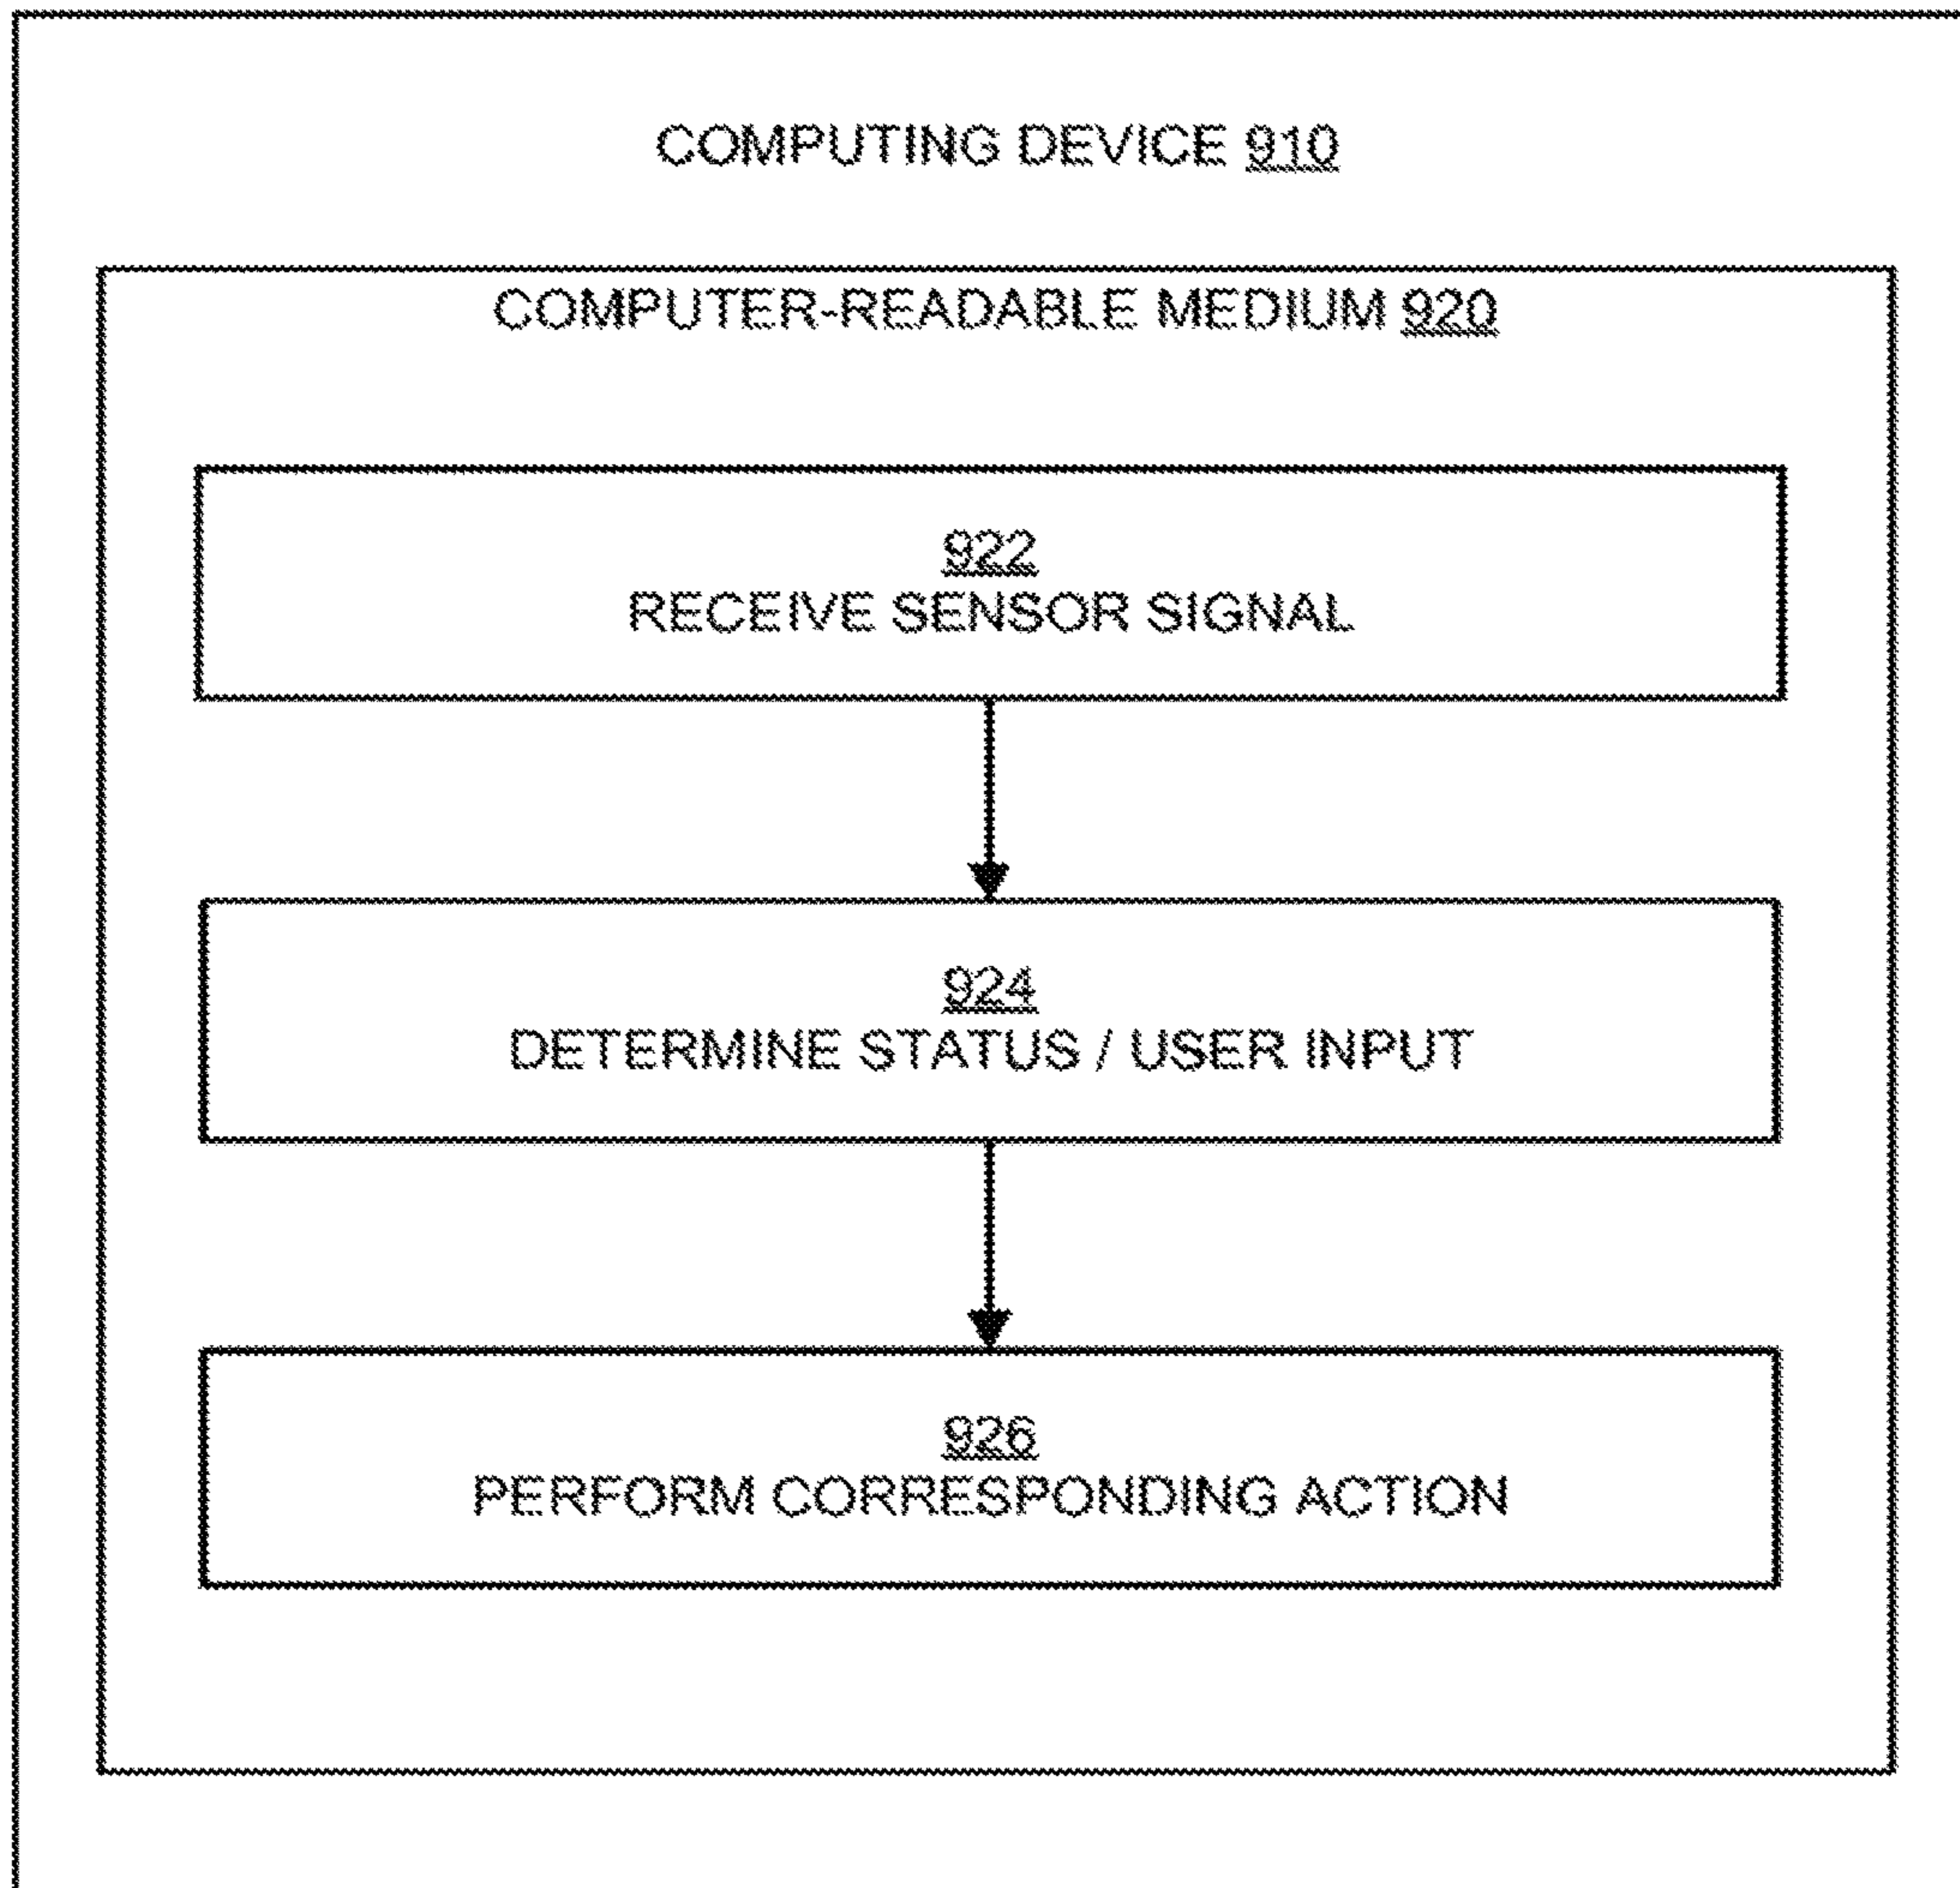 COMPUTING DEVICE 910
COMPUTER-READABLE MEDIUM 920
922
RECEIVE SENSOR SIGNAL
924
DETERMINE STATUS / USER INPUT
926
PERFORM CORRESPONDING ACTION